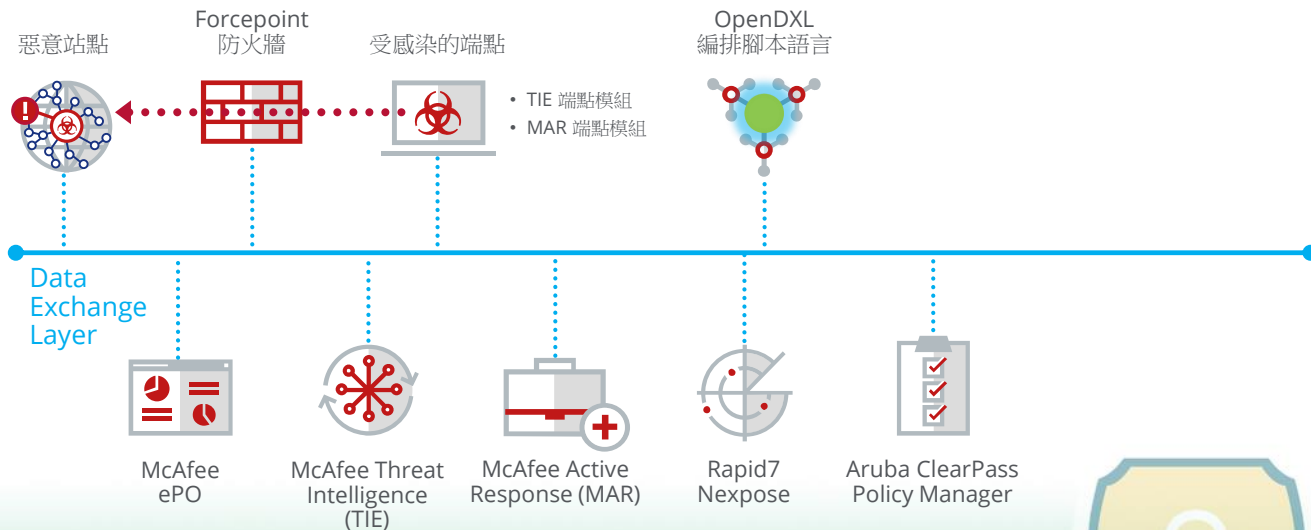 惡意站點
Forcepoint
防火牆
受感染的端點
• TIE 端點模組
• MAR 端點模組
OpenDXL
編排腳本語言
Data
Exchange
Layer
McAfee
ePO
McAfee Threat
Intelligence
(TIE)
McAfee Active
Response (MAR)
Rapid7
Nexpose
Aruba ClearPass
Policy Manager